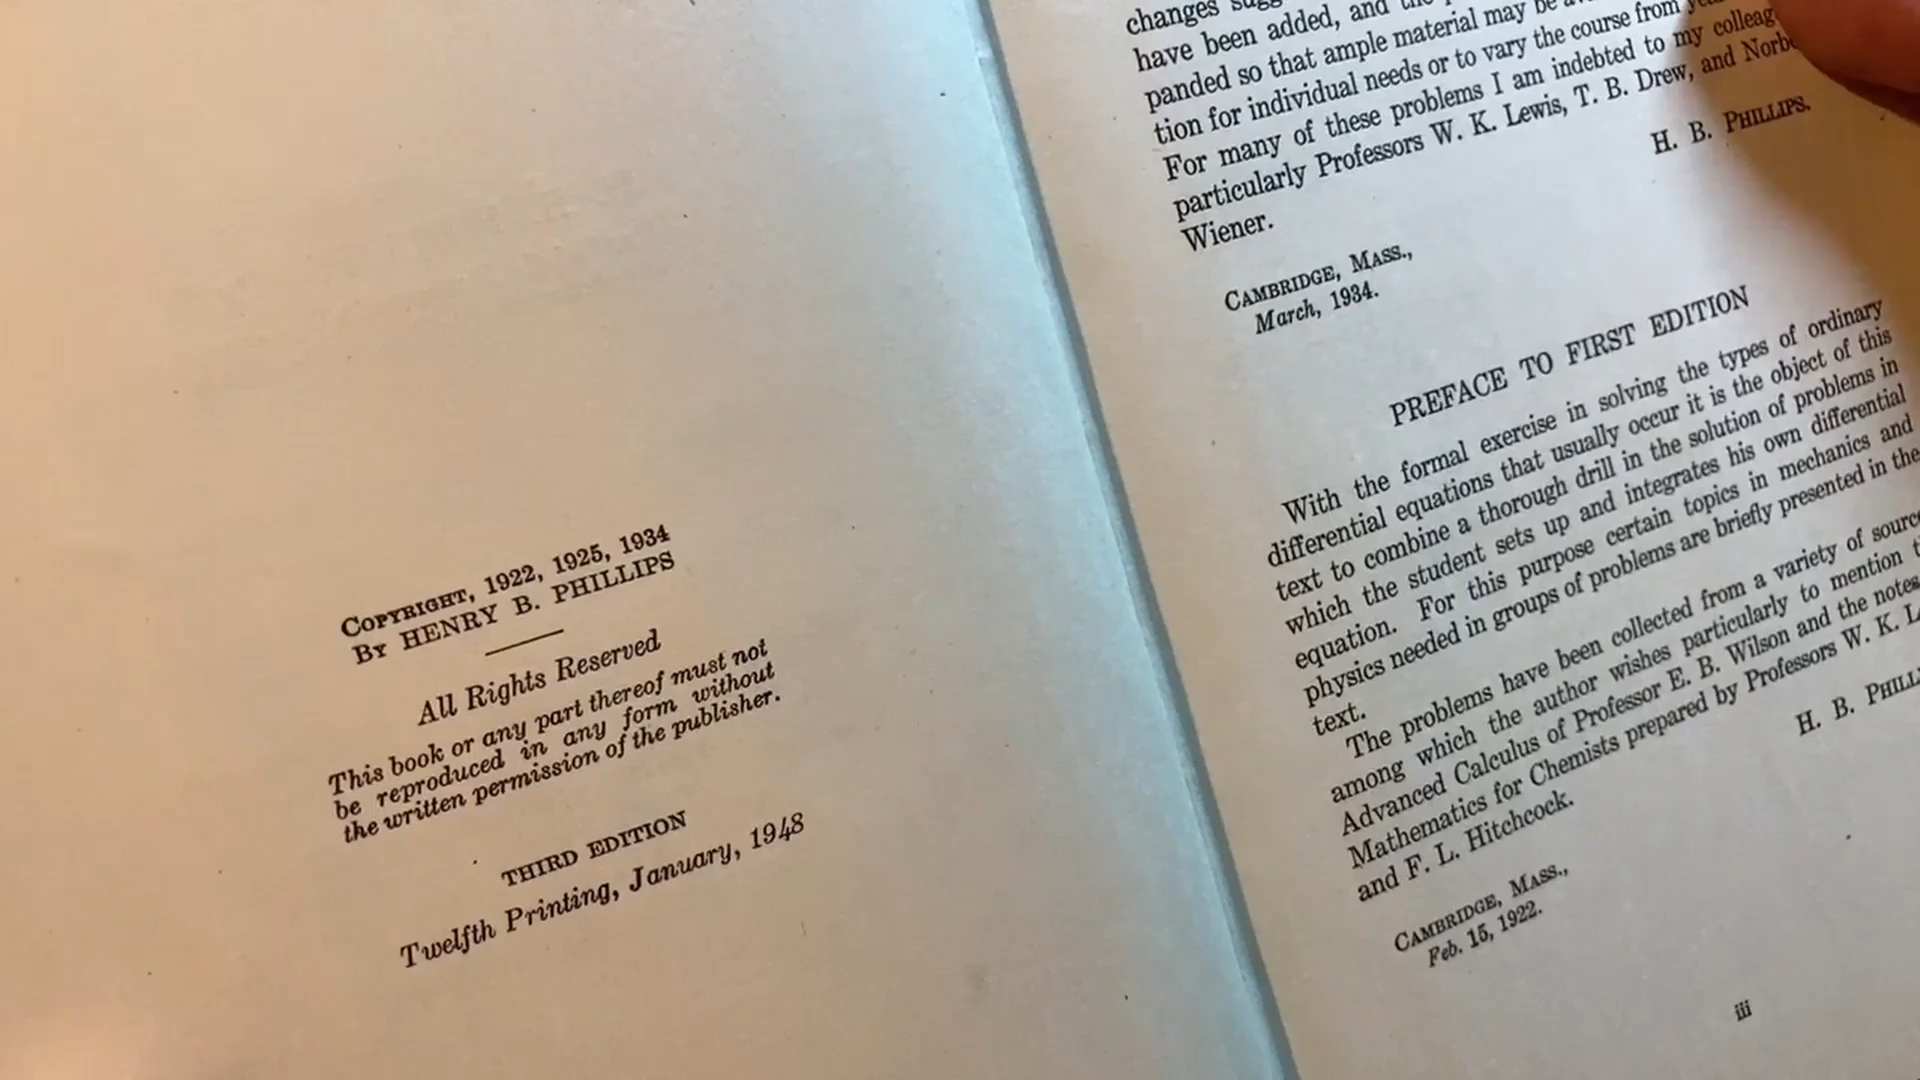 COPYRIGHT, 1922, 1925, 1934
BY HENRY B. PHILLIPS
All Rights Reserved
This book or any part thereof must not
be reproduced in any form without
the written permission of the publisher.
THIRD EDITION
Twelfth Printing, January, 1948
changes
have been added, and the
panded so that ample material may be
tion for individual needs or to vary the course from
For many of these problems I am indebted to my
particularly Professors W. K. Lewis, T. B. Drew, and
Wiener.
H. B. PHILLIPS.
CAMBRIDGE, MASS.,
March, 1934.
PREFACE TO FIRST EDITION
With the formal exercise in solving the types of ordinary
differential equations that usually occur it is the object of this
text to combine a thorough drill in the solution of problems in
which the student sets up and integrates his own differential
equation. For this purpose certain topics in mechanics and
physics needed in groups of problems are briefly presented in the
text.
The problems have been collected from a variety of
among which the author wishes particularly to mention
Advanced Calculus of Professor E. B. Wilson and the notes
Mathematics for Chemists prepared by Professors W. K.
and F. L. Hitchcock.
H. B.
CAMBRIDGE, MASS.,
Feb. 15, 1922.
iii